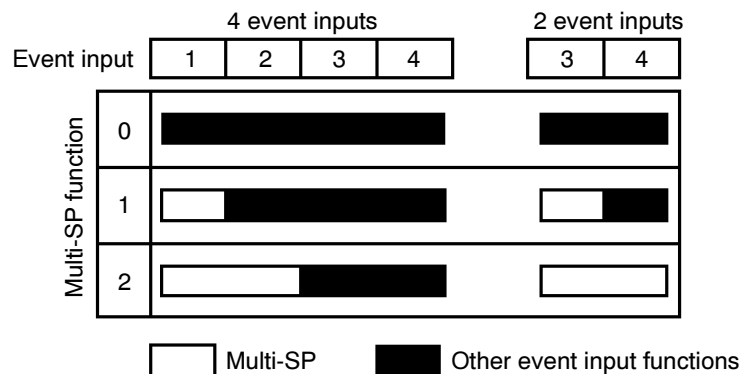 4 event inputs 2 event inputs
Event input 1 2 3 4 3 4
Multi-SP function
0
1
2
Multi-SP Other event input functions